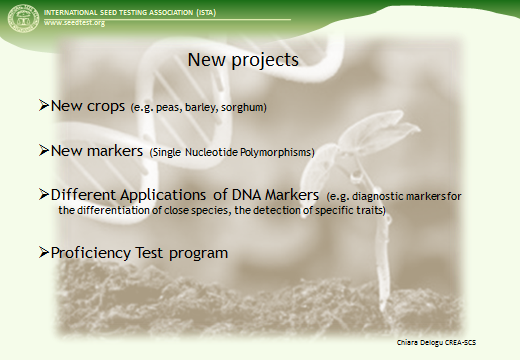 INTERNATIONAL SEED TESTING ASSOCIATION (ISTA)
www.seedtest.org
New projects
➢New crops (e.g. peas, barley, sorghum)
➢New markers (Single Nucleotide Polymorphisms)
➢Different Applications of DNA Markers (e.g. diagnostic markers for
the differentiation of close species, the detection of specific traits)
➢Proficiency Test program
Chiara Delogu CREA-SCS